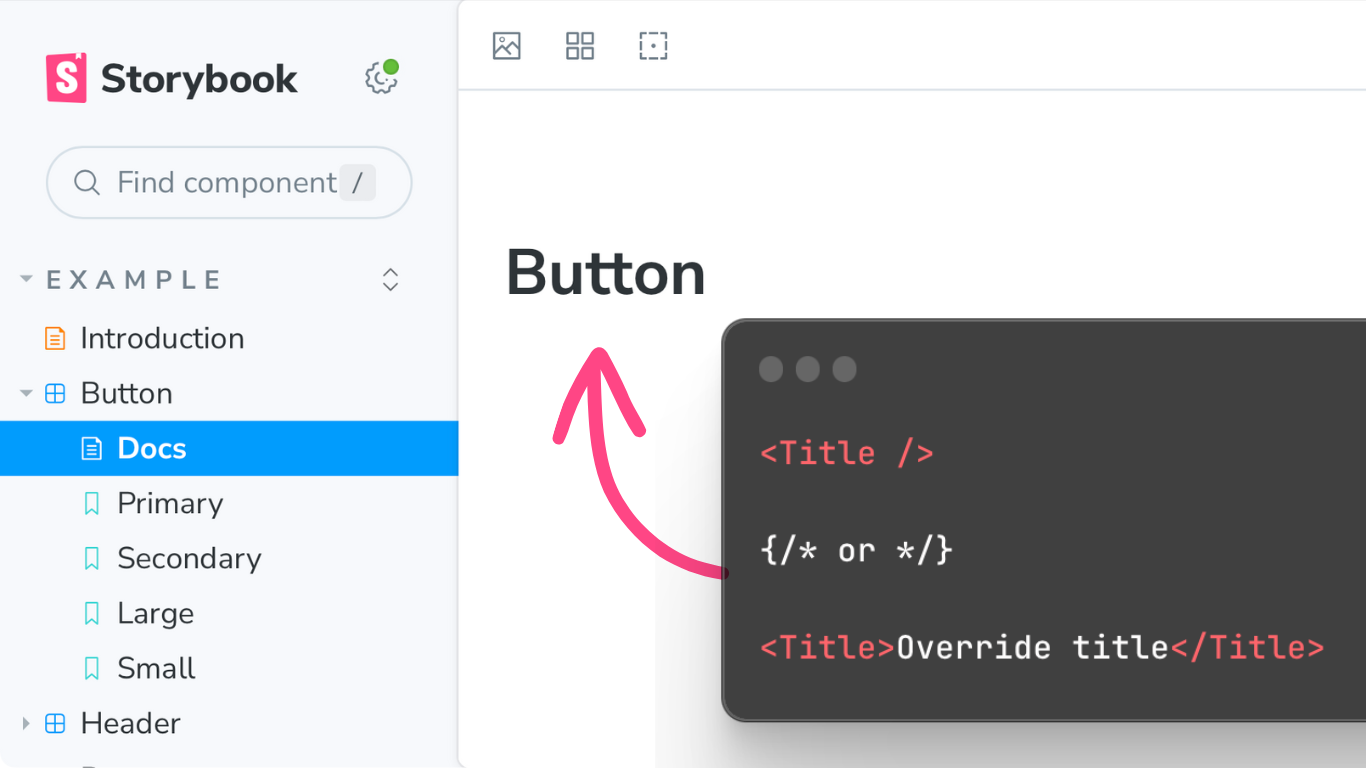 Storybook
Find component /
EXAMPLE
Introduction
Button
Docs
Primary
Secondary
Large
Small
Header
Button
<Title />
{/* or */}
<Title>Override title</Title>